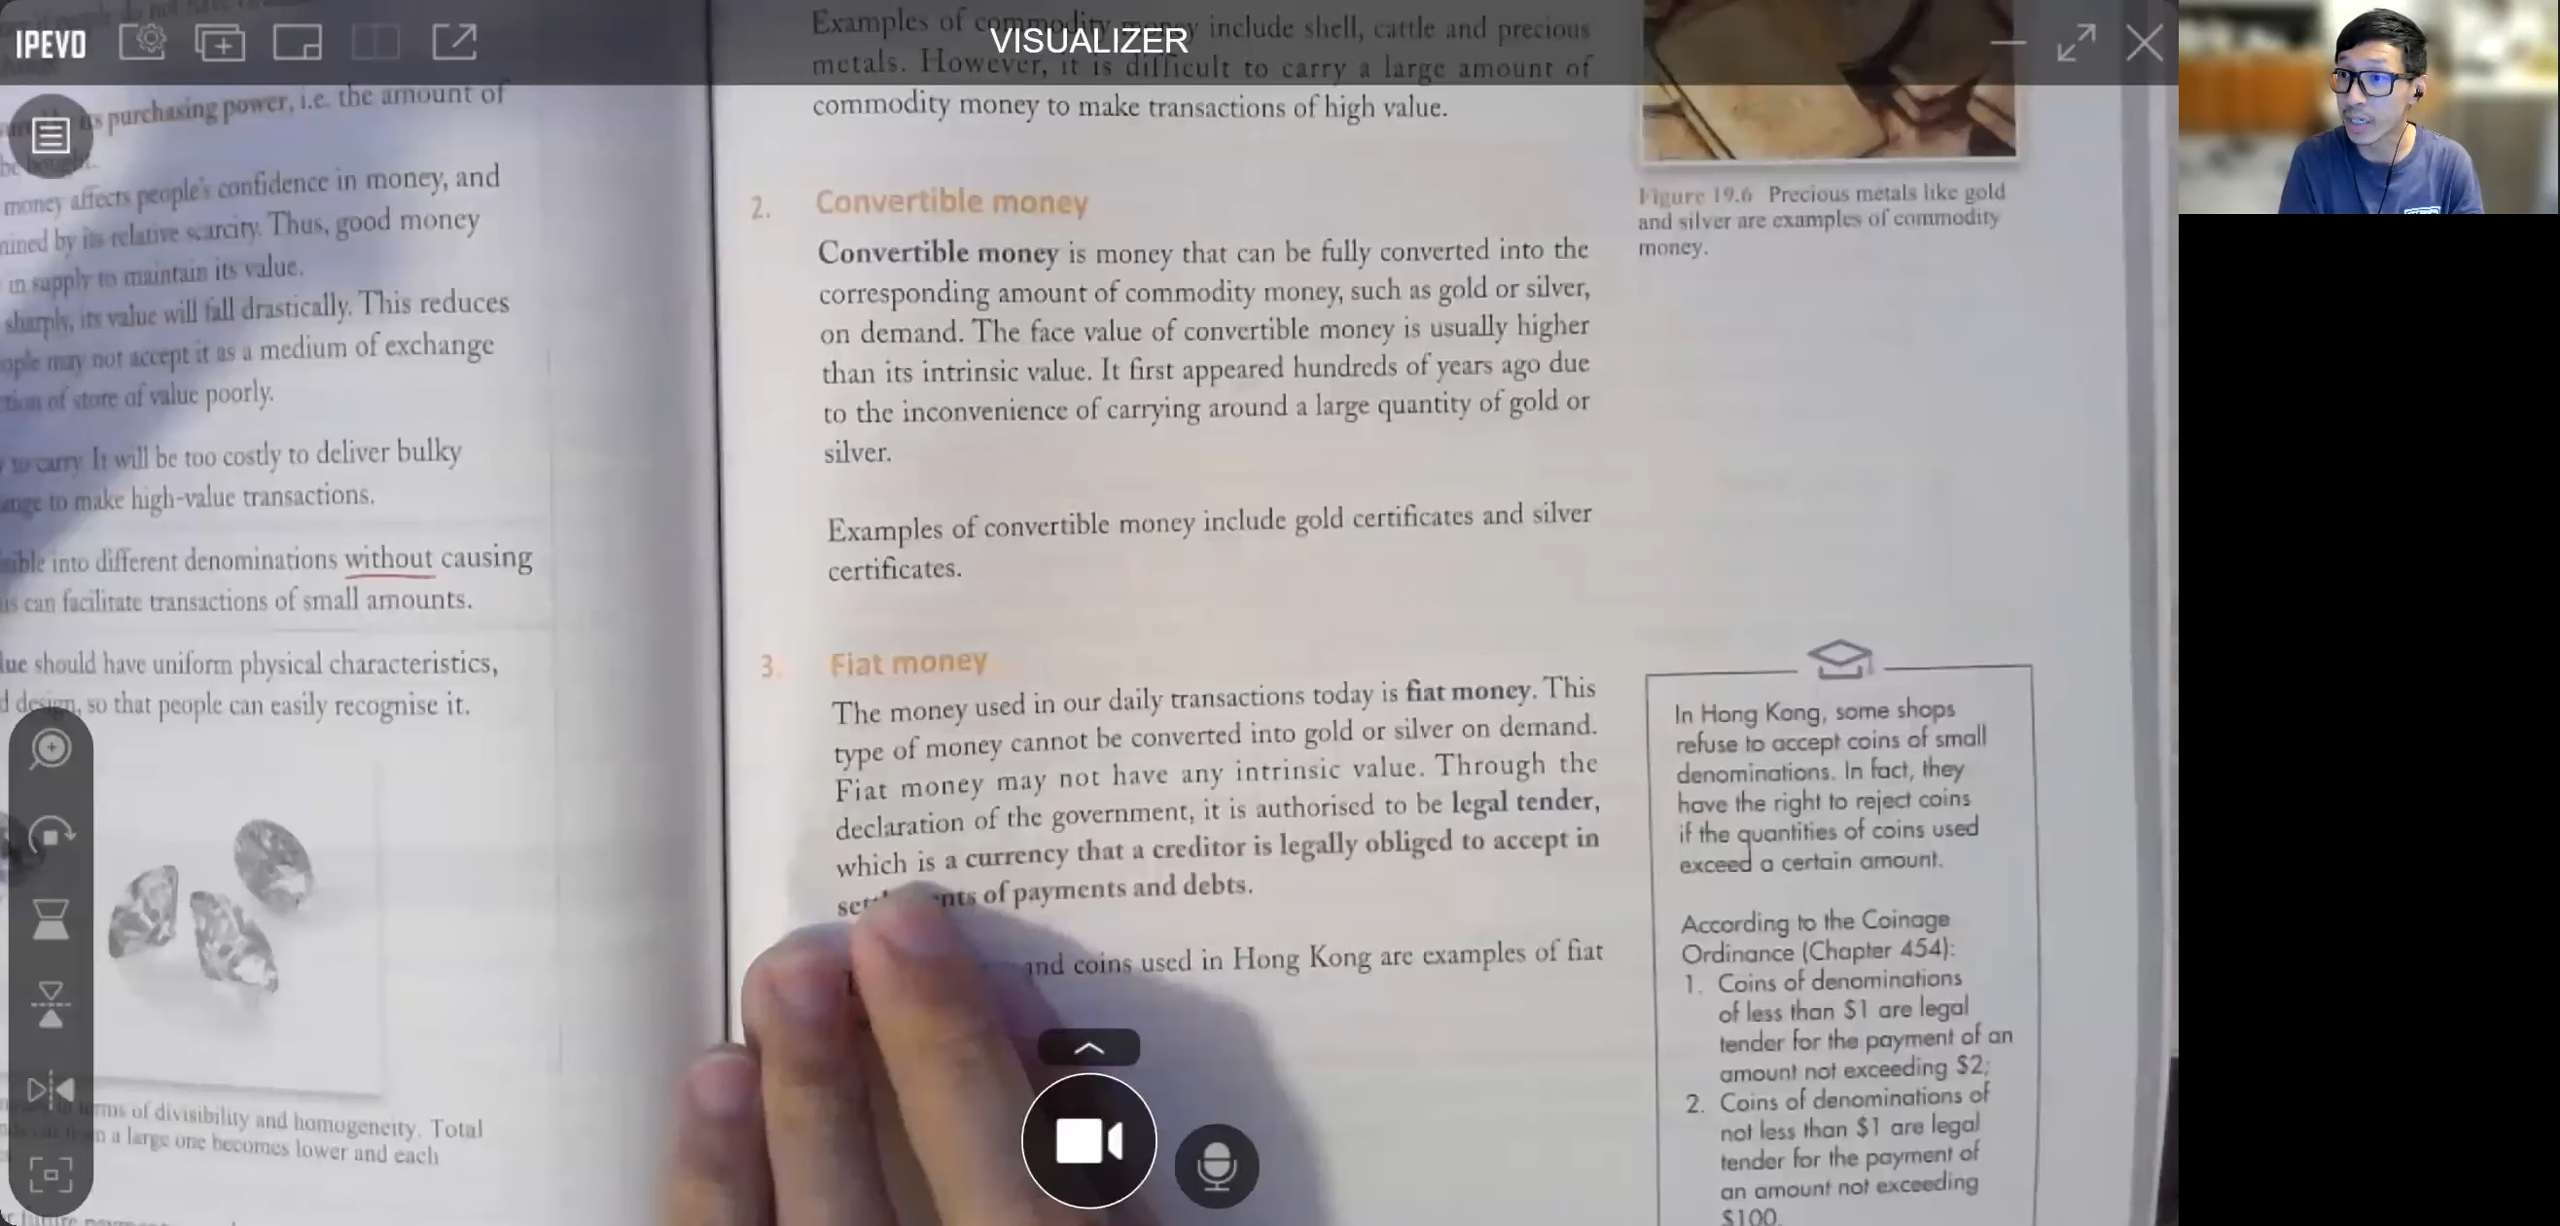 IPEVO
VISUALIZER
its purchasing power, i.e. the amount of
be bought.
money affects people's confidence in money, and
by its relative scarcity. Thus, good money
in supply to maintain its value.
sharply, its value will fall drastically. This reduces
may not accept it as a medium of exchange
of store of value poorly.
to carry. It will be too costly to deliver bulky
to make high-value transactions.
into different denominations without causing
can facilitate transactions of small amounts.
should have uniform physical characteristics,
design, so that people can easily recognise it.
terms of divisibility and homogeneity. Total
a large one becomes lower and each
Examples of commodity money include shell, cattle and precious
metals. However, it is difficult to carry a large amount of
commodity money to make transactions of high value.
2. Convertible money
Convertible money is money that can be fully converted into the
corresponding amount of commodity money, such as gold or silver,
on demand. The face value of convertible money is usually higher
than its intrinsic value. It first appeared hundreds of years ago due
to the inconvenience of carrying around a large quantity of gold or
silver.
Examples of convertible money include gold certificates and silver
certificates.
3. Fiat money
The money used in our daily transactions today is fiat money. This
type of money cannot be converted into gold or silver on demand.
Fiat money may not have any intrinsic value. Through the
declaration of the government, it is authorised to be legal tender,
which is a currency that a creditor is legally obliged to accept in
of payments and debts.
and coins used in Hong Kong are examples of fiat
Figure 19.6 Precious metals like gold
and silver are examples of commodity
money.
In Hong Kong, some shops
refuse to accept coins of small
denominations. In fact, they
have the right to reject coins
if the quantities of coins used
exceed a certain amount.
According to the Coinage
Ordinance (Chapter 454):
1. Coins of denominations
of less than $1 are legal
tender for the payment of an
amount not exceeding $2;
2. Coins of denominations of
not less than $1 are legal
tender for the payment of
an amount not exceeding
$100.